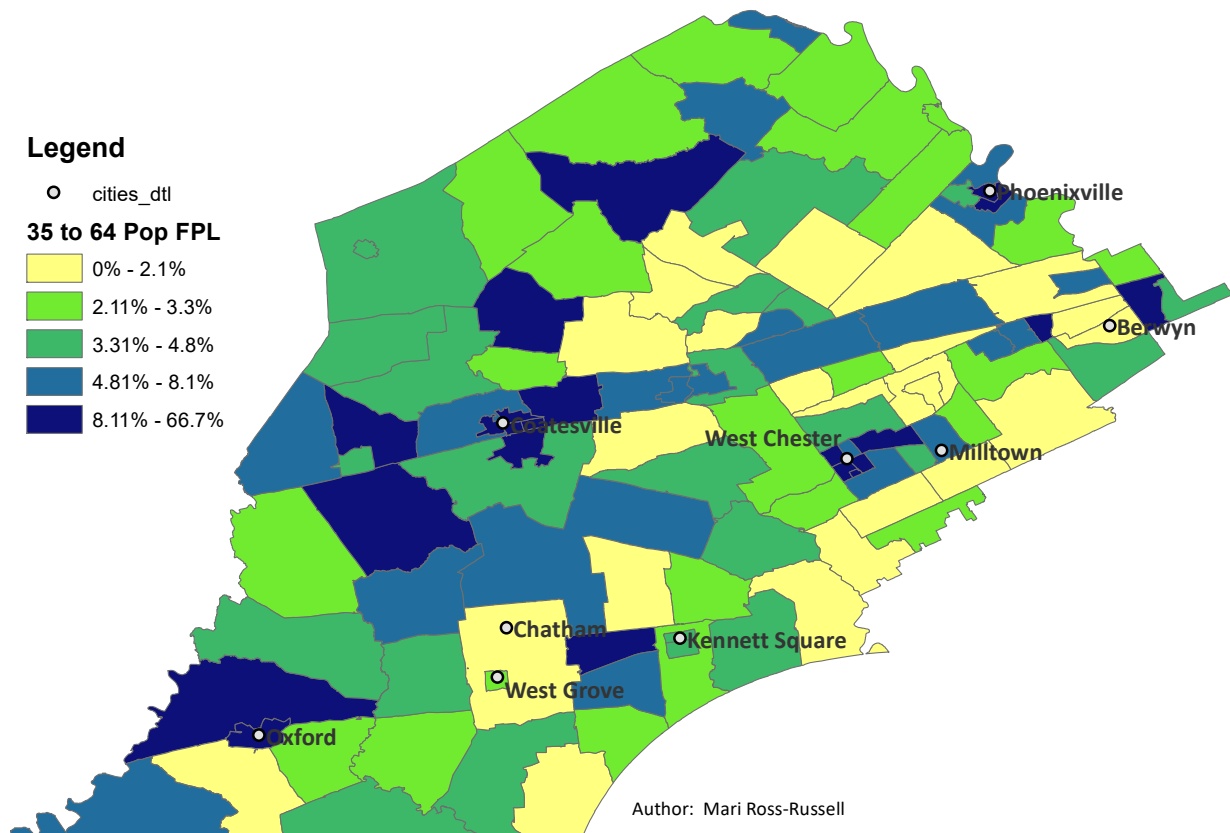 Legend
cities_dtl
35 to 64 Pop FPL
0% - 2.1%
2.11% - 3.3%
3.31% - 4.8%
4.81% - 8.1%
8.11% - 66.7%
Phoenixville
Berwyn
Coatesville
West Chester
Milltown
Chatham
Kennett Square
West Grove
Oxford
Author:  Mari Ross-Russell